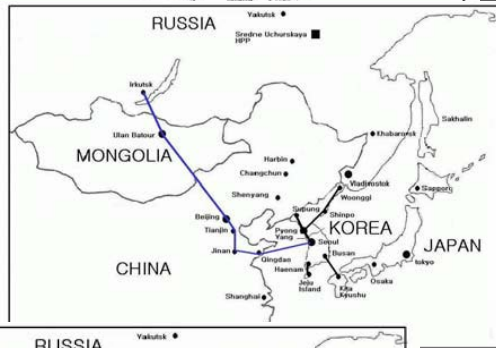 RUSSIA
Yakutsk
Sredne Uchurskaya
HPP
Irkutsk
Ulan Batour
MONGOLIA
Harbin
Changchun
Shenyang
Khabarovsk
Sakhalin
Vladivostok
Woonggi
Sapporo
Supung
Shinpo
Beijing
Tianjin
Pyong
Yang
KOREA
Seoul
Jinan
Qingdao
Haenam
Busan
JAPAN
tokyo
CHINA
Jeju
Island
Kita
Kyushu
Osaka
Shanghai
RUSSIA
Yakutsk